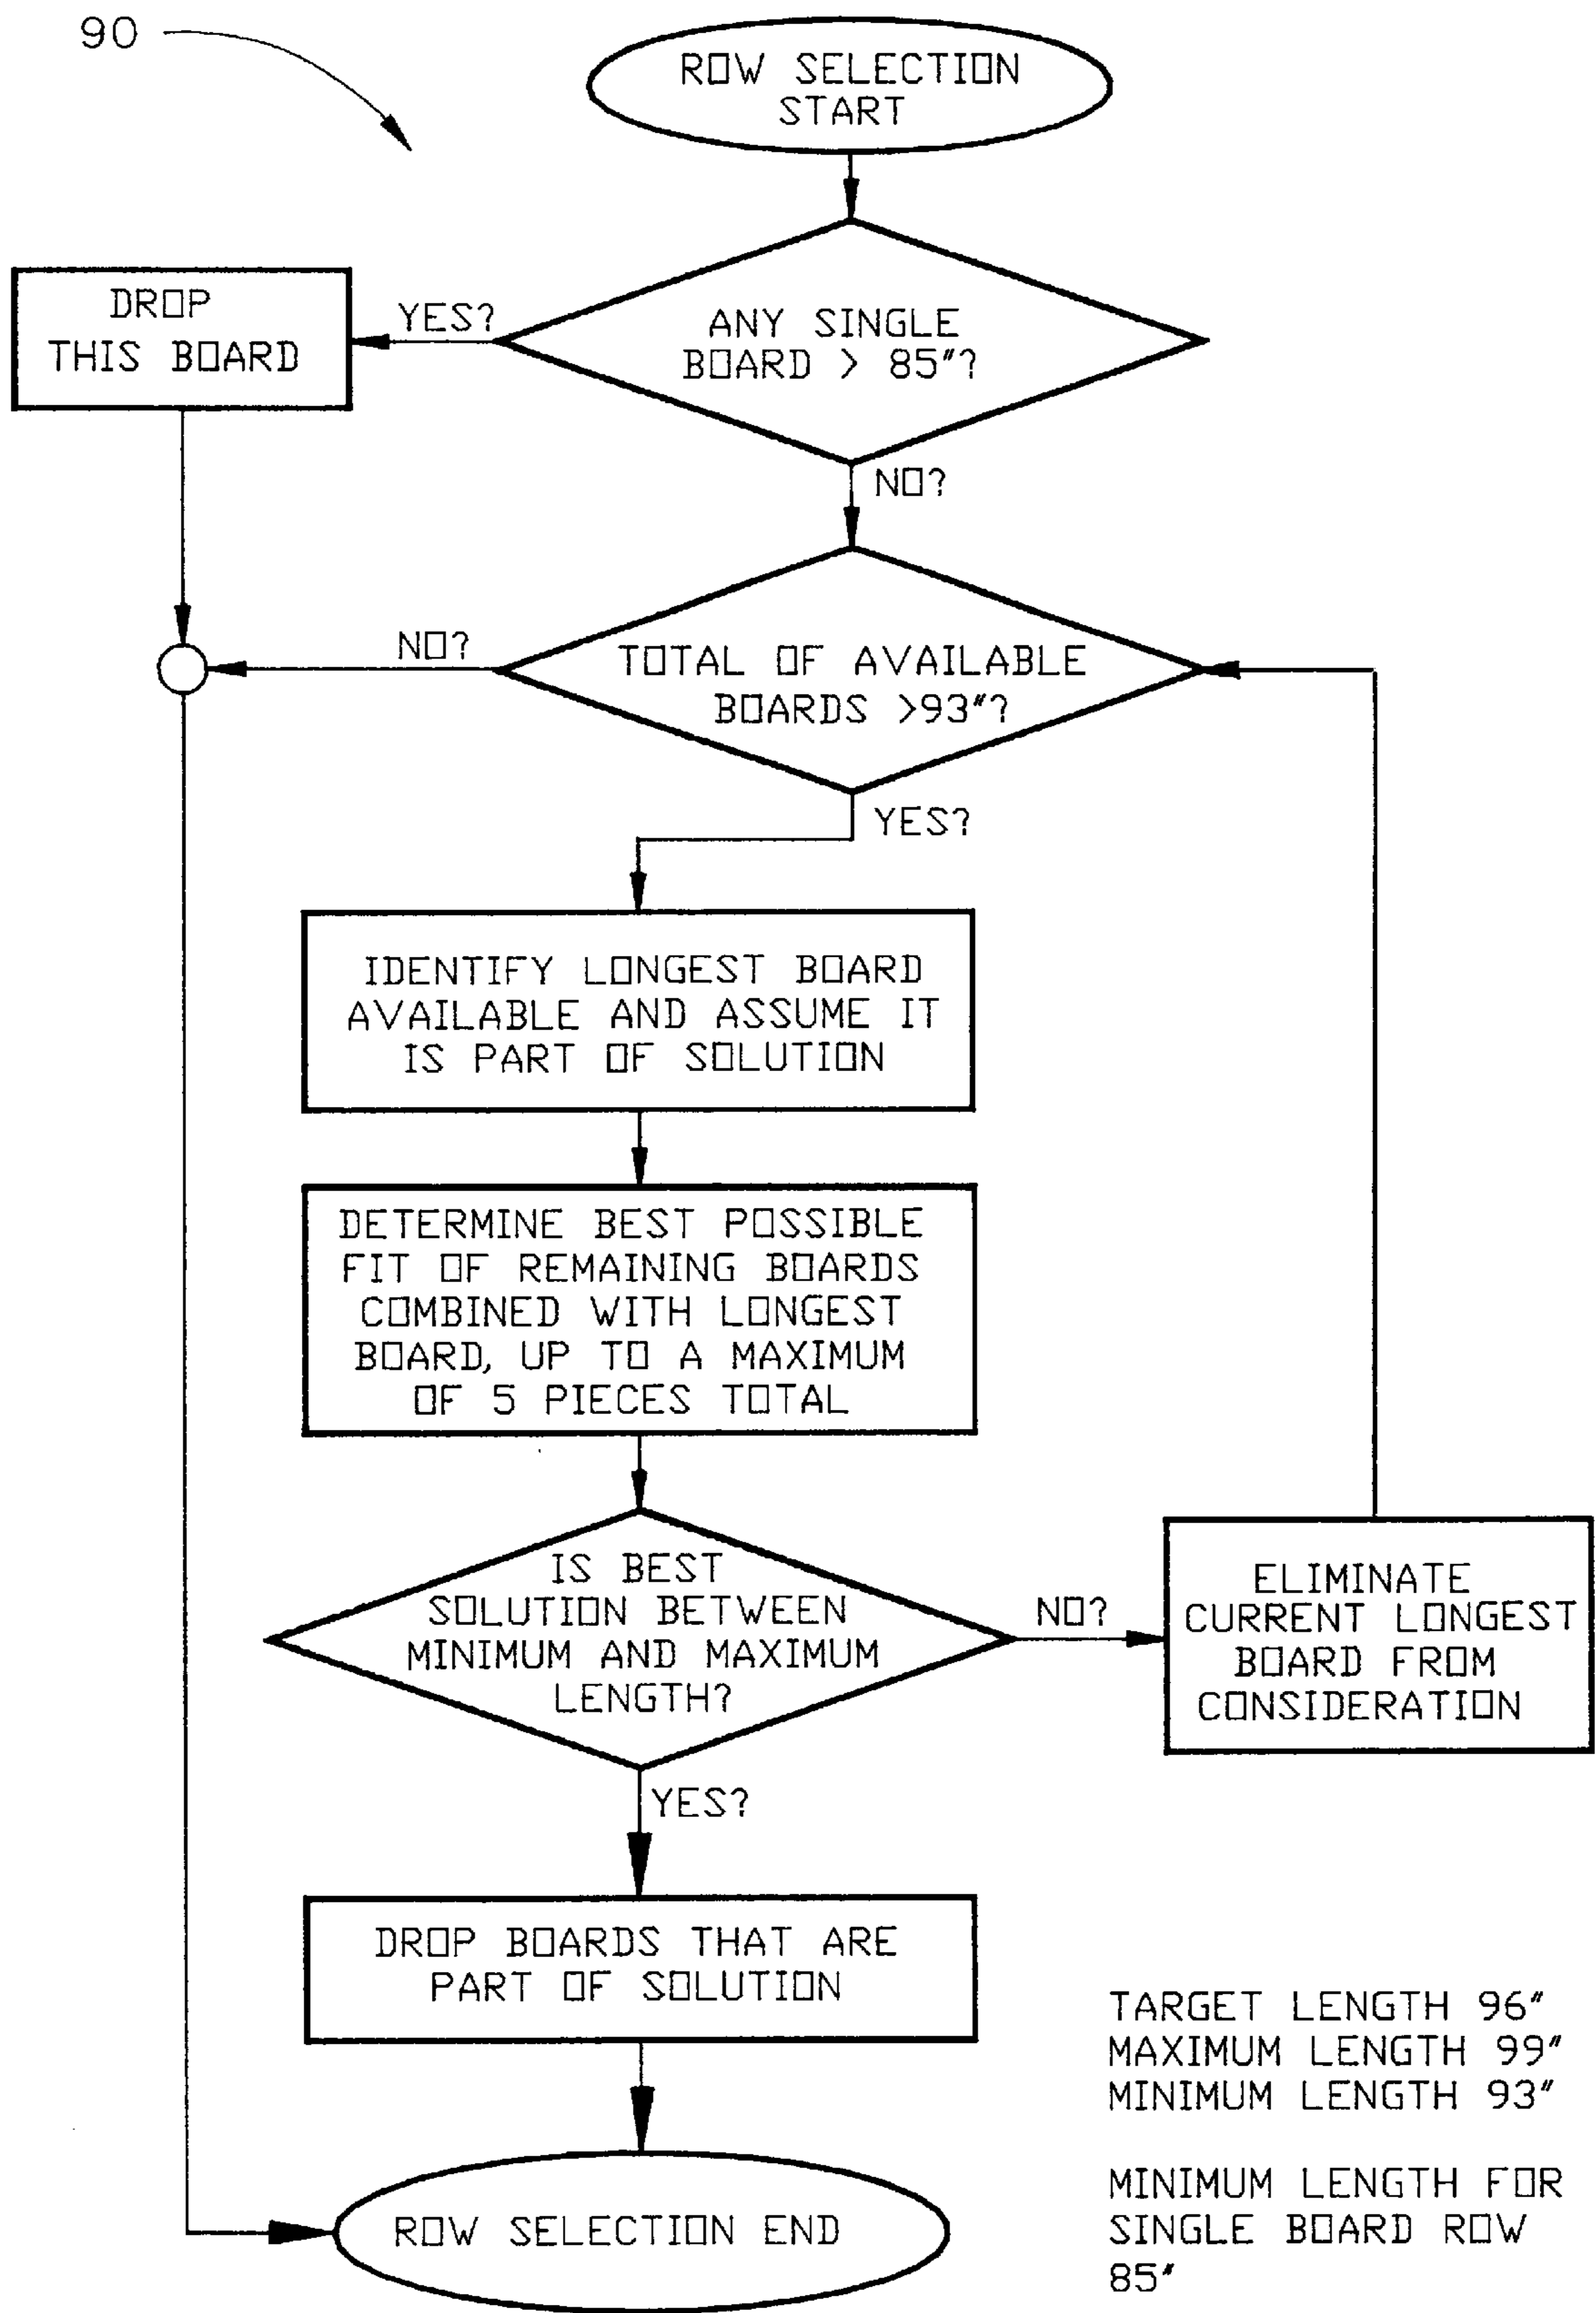 90
ROW SELECTION
START
ANY SINGLE
BOARD > 85"?
YES?
DROP
THIS BOARD
NO?
TOTAL OF AVAILABLE
BOARDS >93"?
NO?
YES?
IDENTIFY LONGEST BOARD
AVAILABLE AND ASSUME IT
IS PART OF SOLUTION
DETERMINE BEST POSSIBLE
FIT OF REMAINING BOARDS
COMBINED WITH LONGEST
BOARD, UP TO A MAXIMUM
OF 5 PIECES TOTAL
IS BEST
SOLUTION BETWEEN
MINIMUM AND MAXIMUM
LENGTH?
NO?
ELIMINATE
CURRENT LONGEST
BOARD FROM
CONSIDERATION
YES?
DROP BOARDS THAT ARE
PART OF SOLUTION
ROW SELECTION END
TARGET LENGTH 96"
MAXIMUM LENGTH 99"
MINIMUM LENGTH 93"
MINIMUM LENGTH FOR
SINGLE BOARD ROW
85"